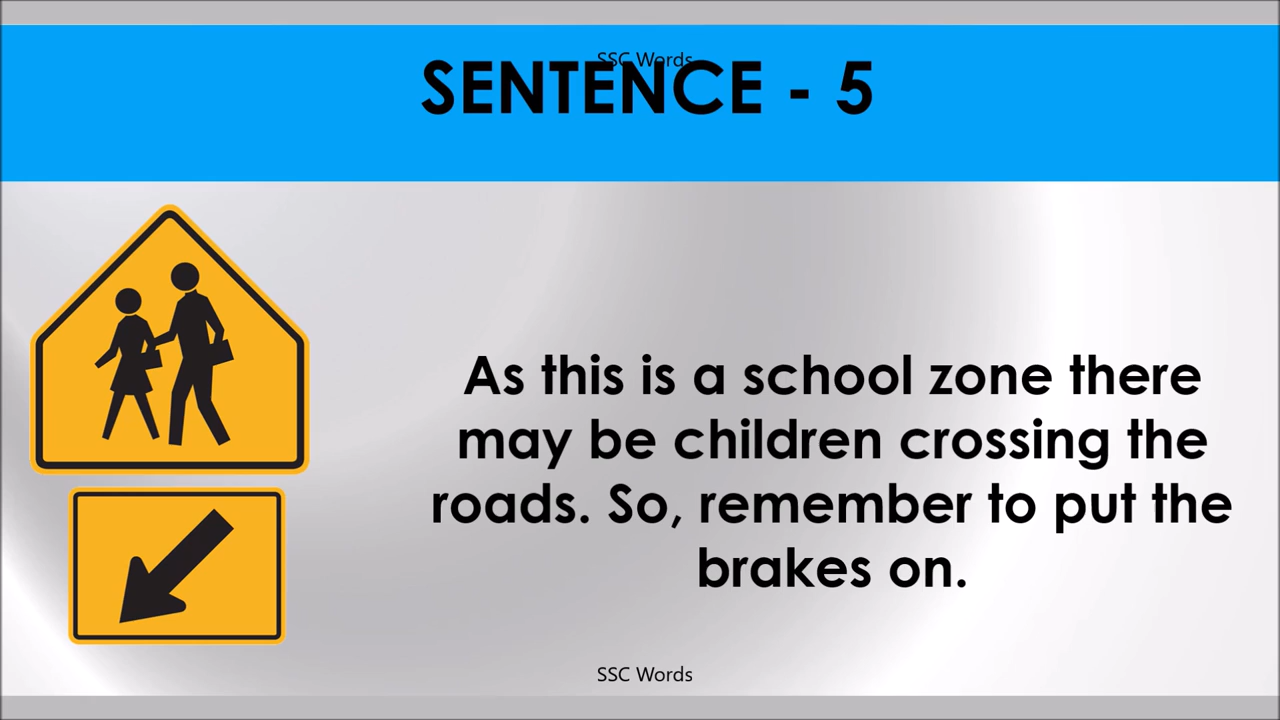 SSC Words
SENTENCE - 5
As this is a school zone there
may be children crossing the
roads. So, remember to put the
brakes on.
SSC Words